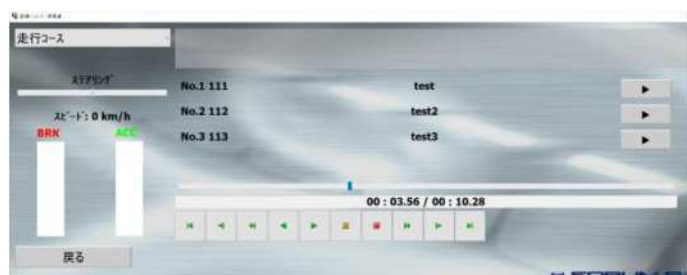 走行コース
ステアリング
スピード: 0 km/h
BRK
ACC
No.1 111 test
No.2 112 test2
No.3 113 test3
00 : 03.56 / 00 : 10.28
戻る